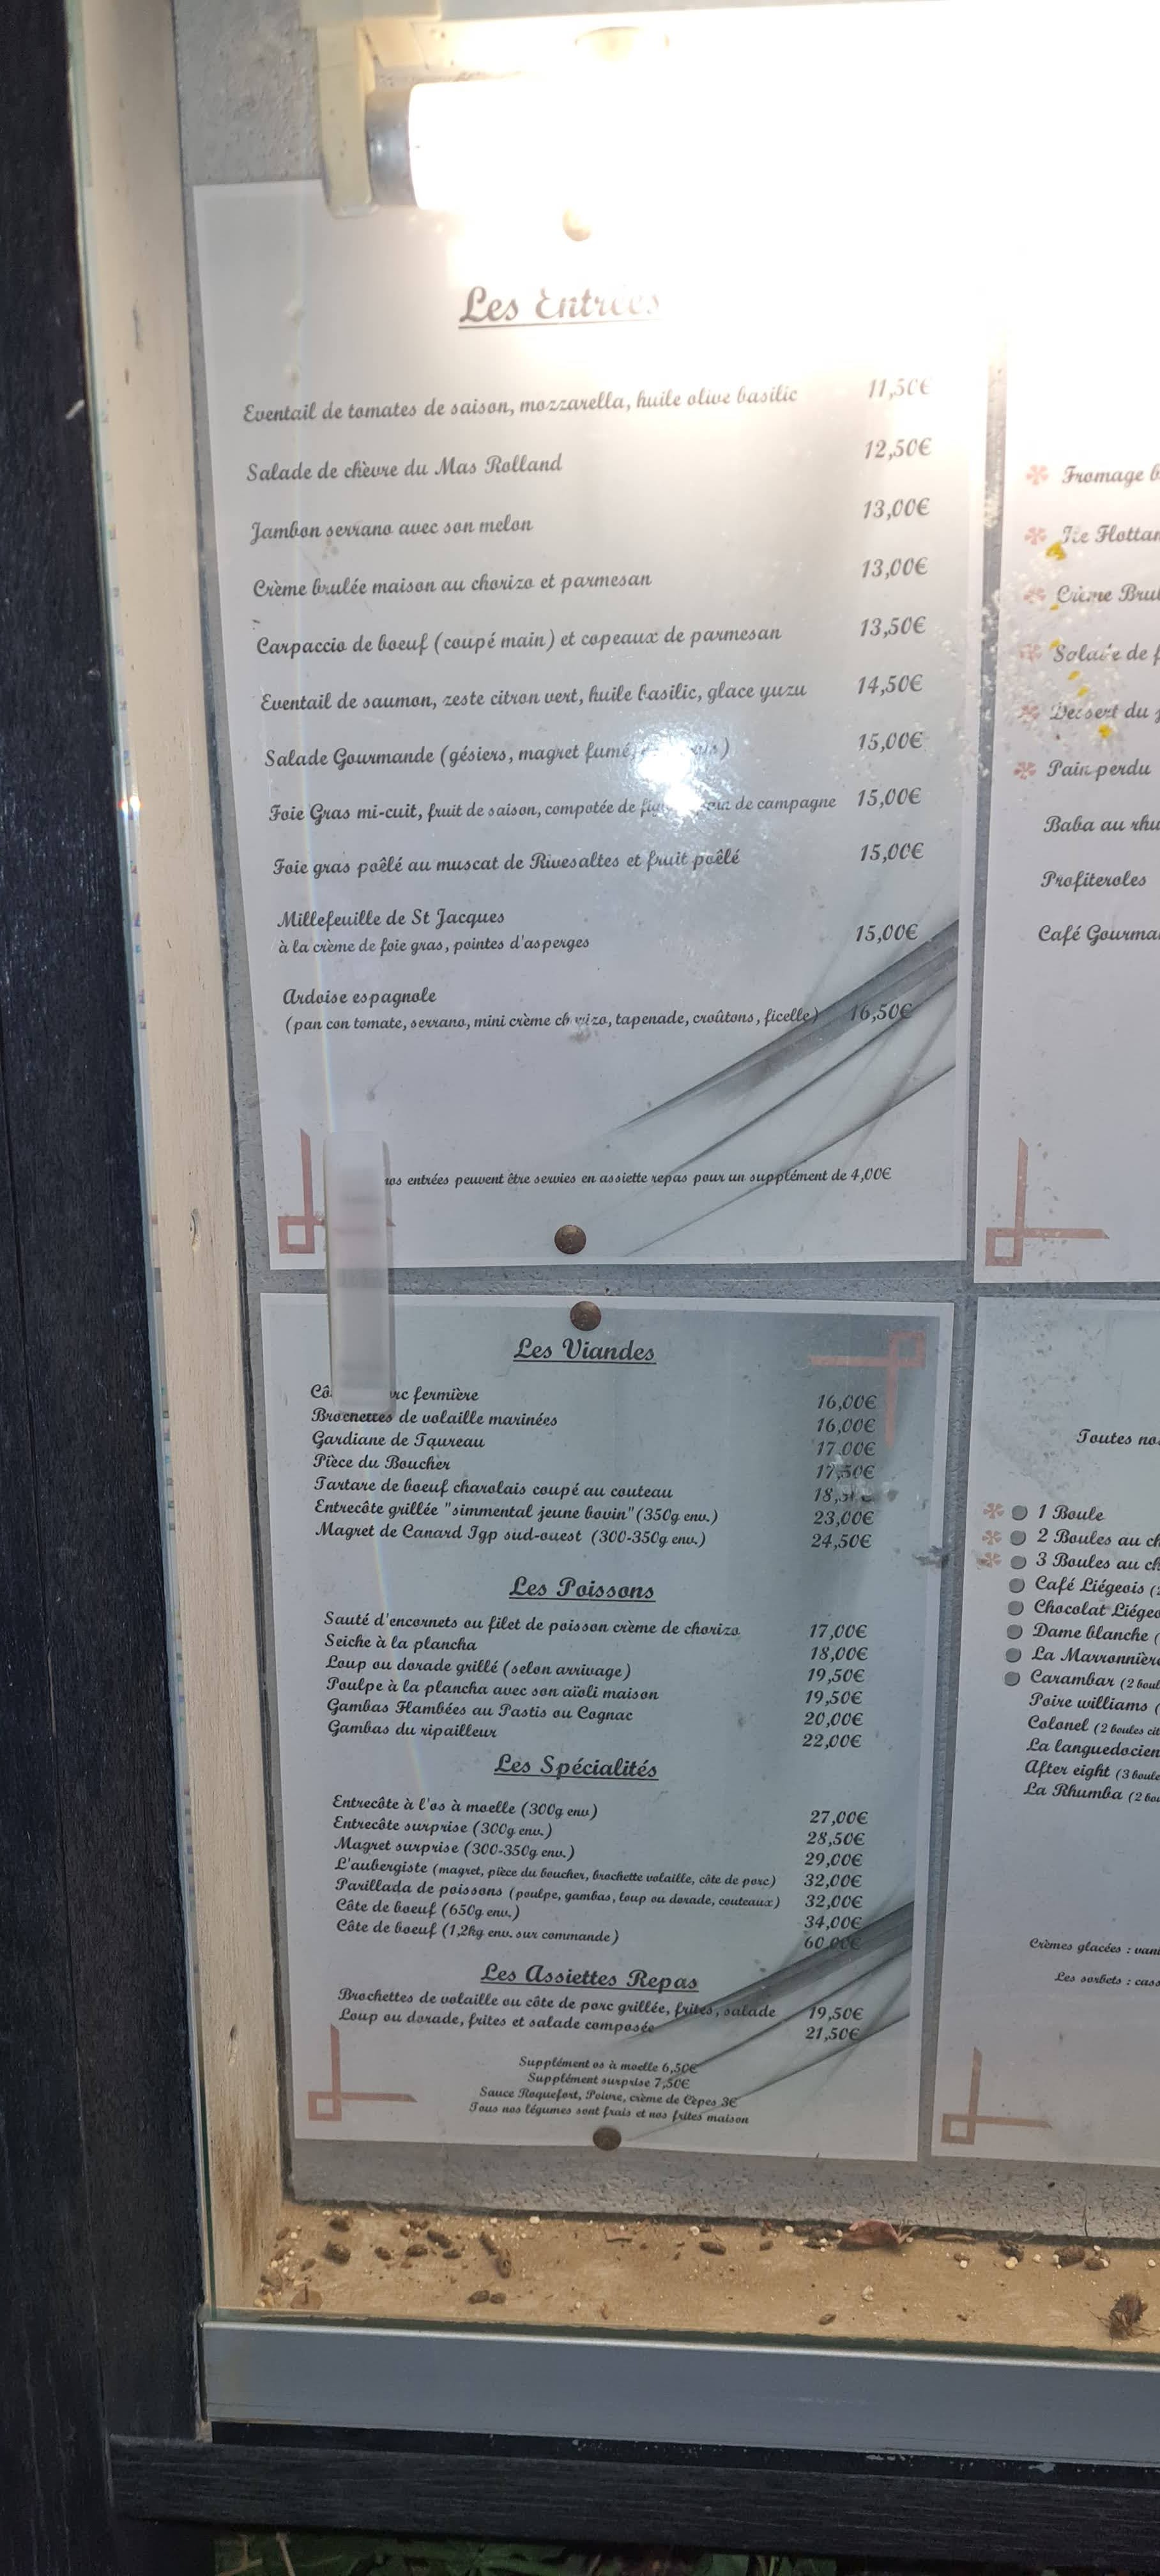 Les Entrées
Eventail de tomates de saison, mozzarella, huile olive basilic 11,50€
Salade de chèvre du Mas Rolland 12,50€
Jambon serrano avec son melon 13,00€
Crème brulée maison au chorizo et parmesan 13,00€
Carpaccio de boeuf (coupé main) et copeaux de parmesan 13,50€
Eventail de saumon, zeste citron vert, huile basilic, glace yuzu 14,50€
Salade Gourmande (gésiers, magret fumé, 15,00€
Foie Gras mi-cuit, fruit de saison, compotée de de campagne 15,00€
Foie gras poêlé au muscat de Rivesaltes et fruit poêlé 15,00€
Millefeuille de St Jacques
à la crème de foie gras, pointes d'asperges 15,00€
Ardoise espagnole
(pan con tomate, serrano, mini crème chorizo, tapenade, croûtons, ficelle) 16,50€
nos entrées peuvent être servies en assiette repas pour un supplément de 4,00€
Les Viandes
fermière 16,00€
Brochettes de volaille marinées 16,00€
Gardiane de Taureau 17,00€
Pièce du Boucher 17,50€
Tartare de boeuf charolais coupé au couteau
Entrecôte grillée "simmental jeune bovin" (350g env.) 23,00€
Magret de Canard Igp sud-ouest (300-350g env.) 24,50€
Les Poissons
Sauté d'encornets ou filet de poisson crème de chorizo 17,00€
Seiche à la plancha 18,00€
Loup ou dorade grillé (selon arrivage) 19,50€
Poulpe à la plancha avec son aïoli maison 19,50€
Gambas Flambées au Pastis ou Cognac 20,00€
Gambas du ripailleur 22,00€
Les Spécialités
Entrecôte à l'os à moelle (300g env) 27,00€
Entrecôte surprise (300g env.) 28,50€
Magret surprise (300-350g env.) 29,00€
L'aubergiste (magret, pièce du boucher, brochette volaille, côte de porc) 32,00€
Parillada de poissons (poulpe, gambas, loup ou dorade, couteaux) 32,00€
Côte de boeuf (650g env.) 34,00€
Côte de boeuf (1,2kg env. sur commande) 60,00€
Les Assiettes Repas
Brochettes de volaille ou côte de porc grillée, frites, salade 19,50€
Loup ou dorade, frites et salade composée 21,50€
Supplément os à moelle 6,50€
Supplément surprise 7,50€
Sauce Roquefort, Poivre, crème de Cèpes 3€
Tous nos légumes sont frais et nos frites maison
Fromage
Ile
Crème
Salade de
Dessert du
Pain perdu
Baba au
Profiteroles
Café
Toutes
1 Boule
2 Boules au
3 Boules au
Café Liégeois
Chocolat
Dame blanche
La
Carambar (2
Poire williams
Colonel (2 boules
La
After eight (3
La Rhumba (2
Crèmes glacées :
Les sorbets :